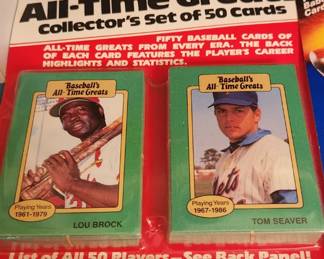 All-Time Greats
Collector's Set of 50 Cards
FIFTY BASEBALL CARDS OF
ALL-TIME GREATS FROM EVERY ERA. THE BACK
OF EACH CARD FEATURES THE PLAYER'S CAREER
HIGHLIGHTS AND STATISTICS.
Baseball's
All-Time Greats
Playing Years
1961-1979
LOU BROCK
Baseball's
All-Time Greats
Mets
Playing Years
1967-1986
TOM SEAVER
List of All 50 Players—See Back Panel!